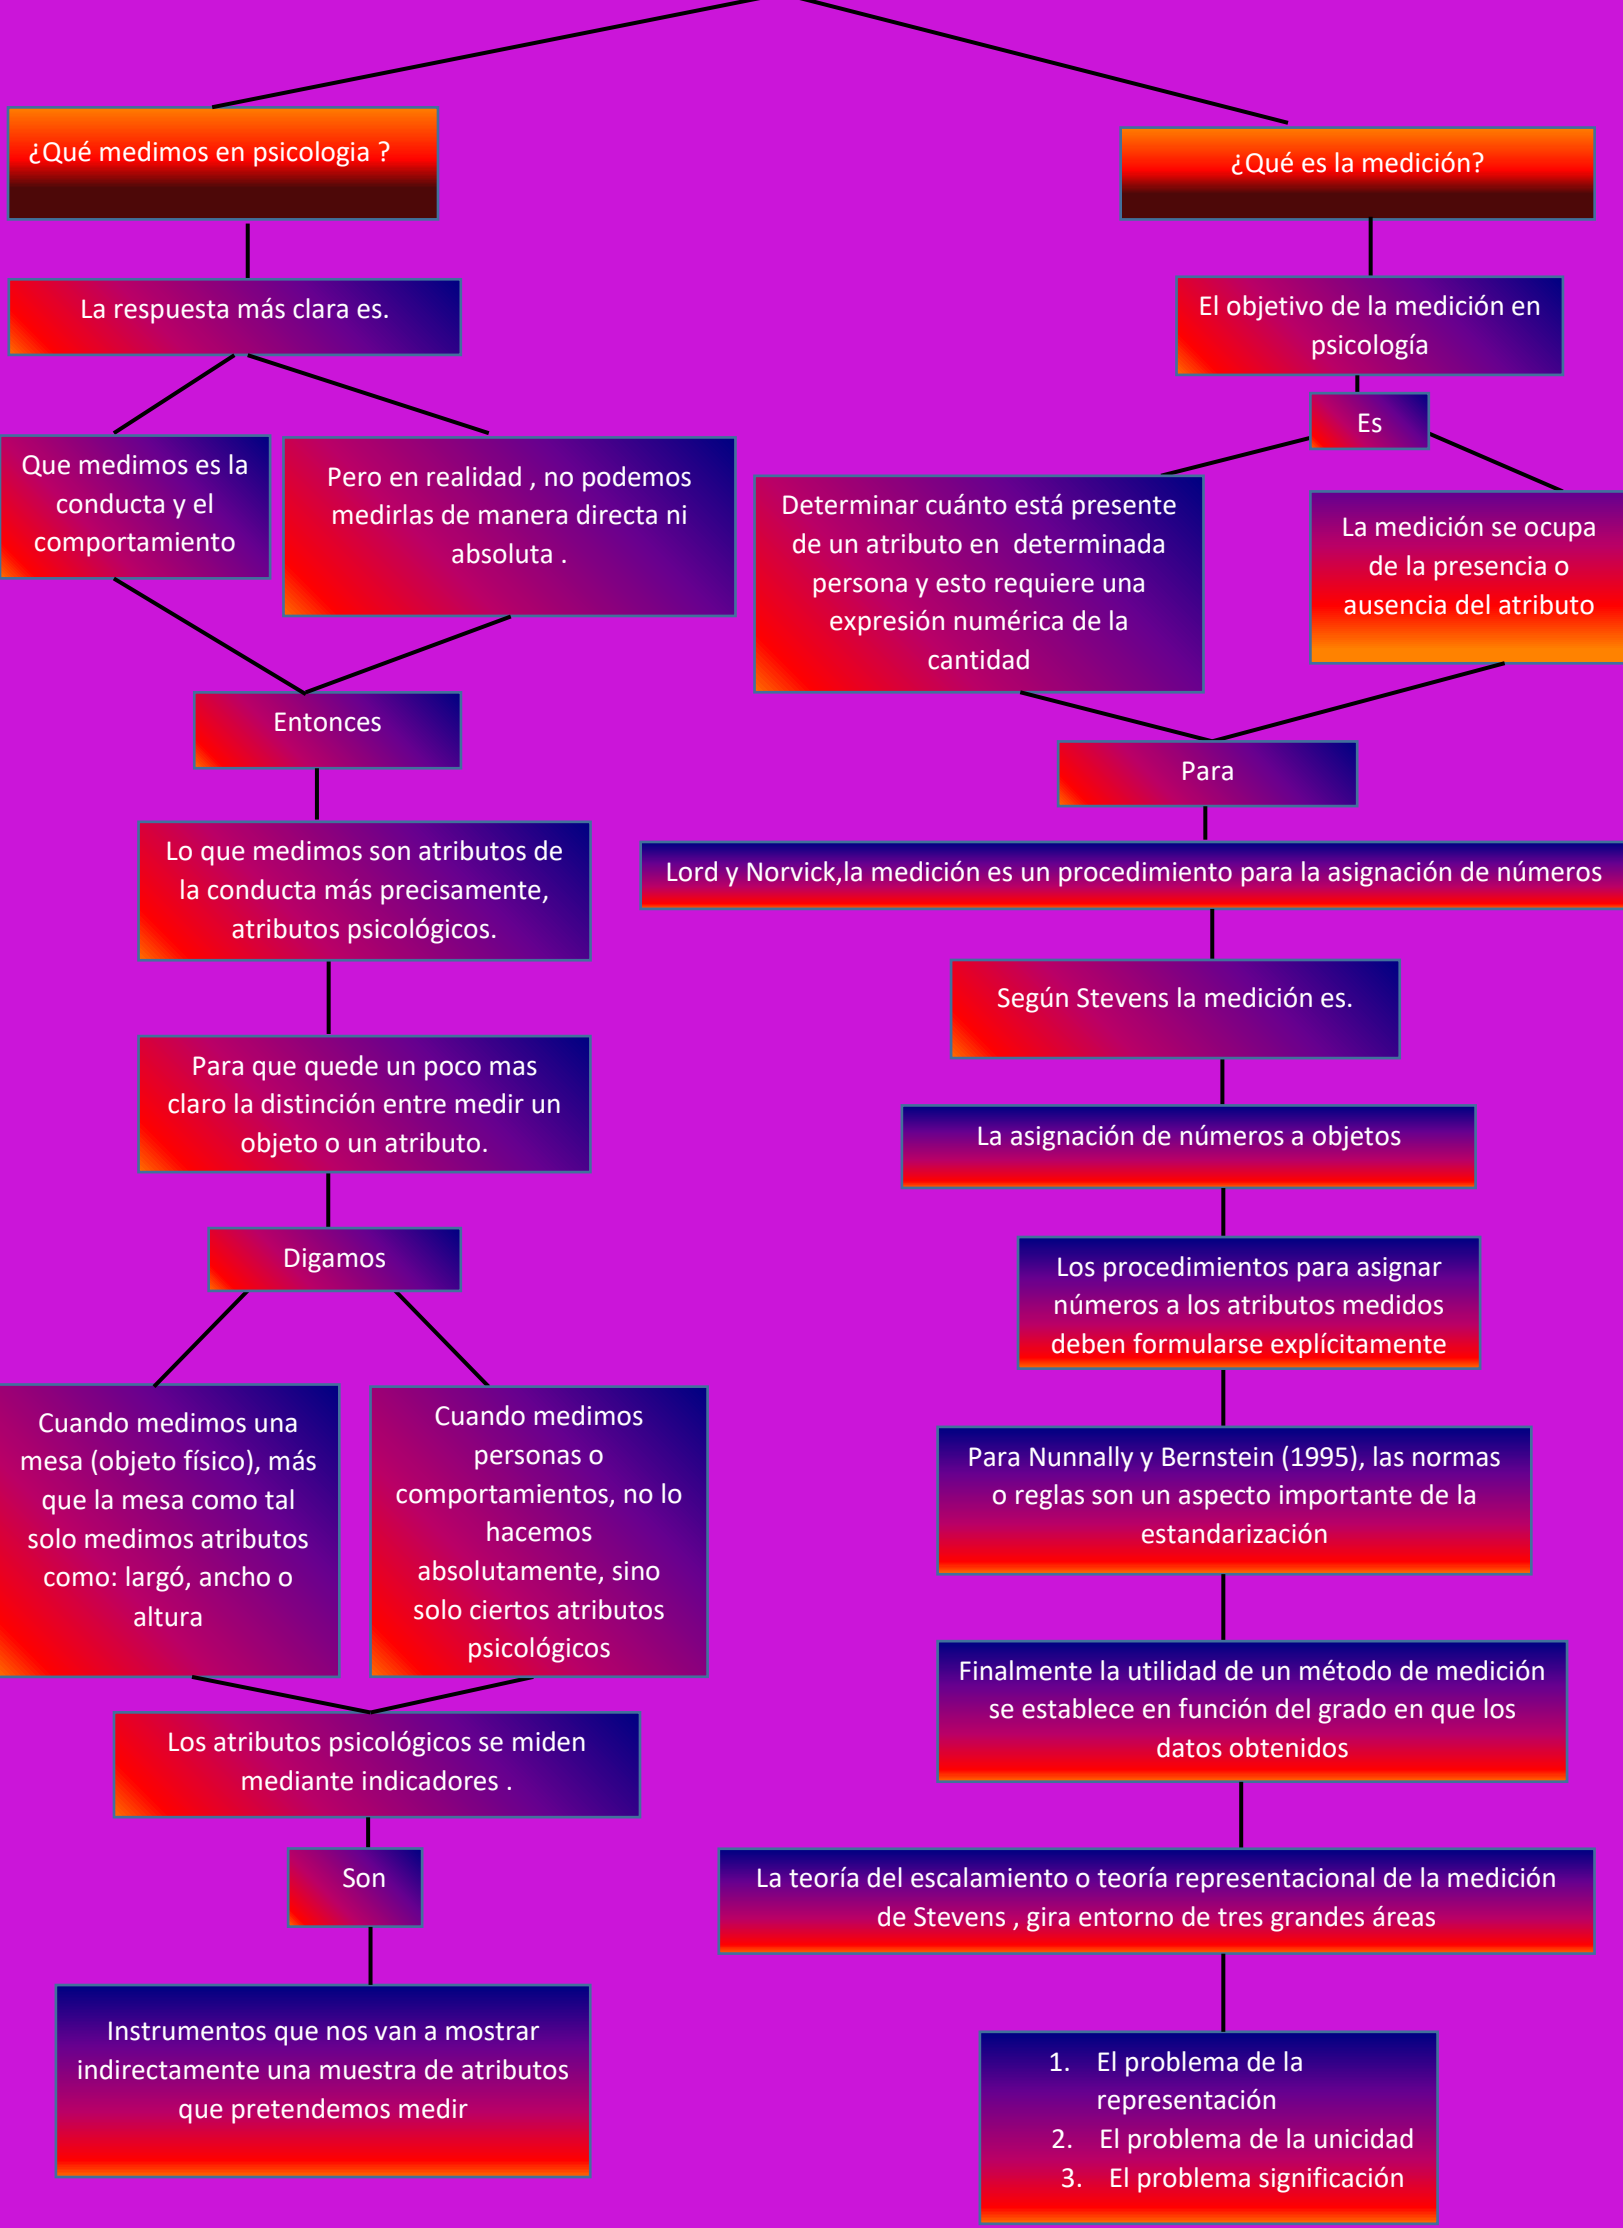 ¿Qué medimos en psicologia ?
La respuesta más clara es.
Que medimos es la
conducta y el
comportamiento
Pero en realidad , no podemos
medirlas de manera directa ni
absoluta .
Entonces
Lo que medimos son atributos de
la conducta más precisamente,
atributos psicológicos.
Para que quede un poco mas
claro la distinción entre medir un
objeto o un atributo.
Digamos
Cuando medimos una
mesa (objeto físico), más
que la mesa como tal
solo medimos atributos
como: largó, ancho o
altura
Cuando medimos
personas o
comportamientos, no lo
hacemos
absolutamente, sino
solo ciertos atributos
psicológicos
Los atributos psicológicos se miden
mediante indicadores .
Son
Instrumentos que nos van a mostrar
indirectamente una muestra de atributos
que pretendemos medir
¿Qué es la medición?
El objetivo de la medición en
psicología
Es
Determinar cuánto está presente
de un atributo en determinada
persona y esto requiere una
expresión numérica de la
cantidad
La medición se ocupa
de la presencia o
ausencia del atributo
Para
Lord y Norvick,la medición es un procedimiento para la asignación de números
Según Stevens la medición es.
La asignación de números a objetos
Los procedimientos para asignar
números a los atributos medidos
deben formularse explícitamente
Para Nunnally y Bernstein (1995), las normas
o reglas son un aspecto importante de la
estandarización
Finalmente la utilidad de un método de medición
se establece en función del grado en que los
datos obtenidos
La teoría del escalamiento o teoría representacional de la medición
de Stevens , gira entorno de tres grandes áreas
1. El problema de la
representación
2. El problema de la unicidad
3. El problema significación